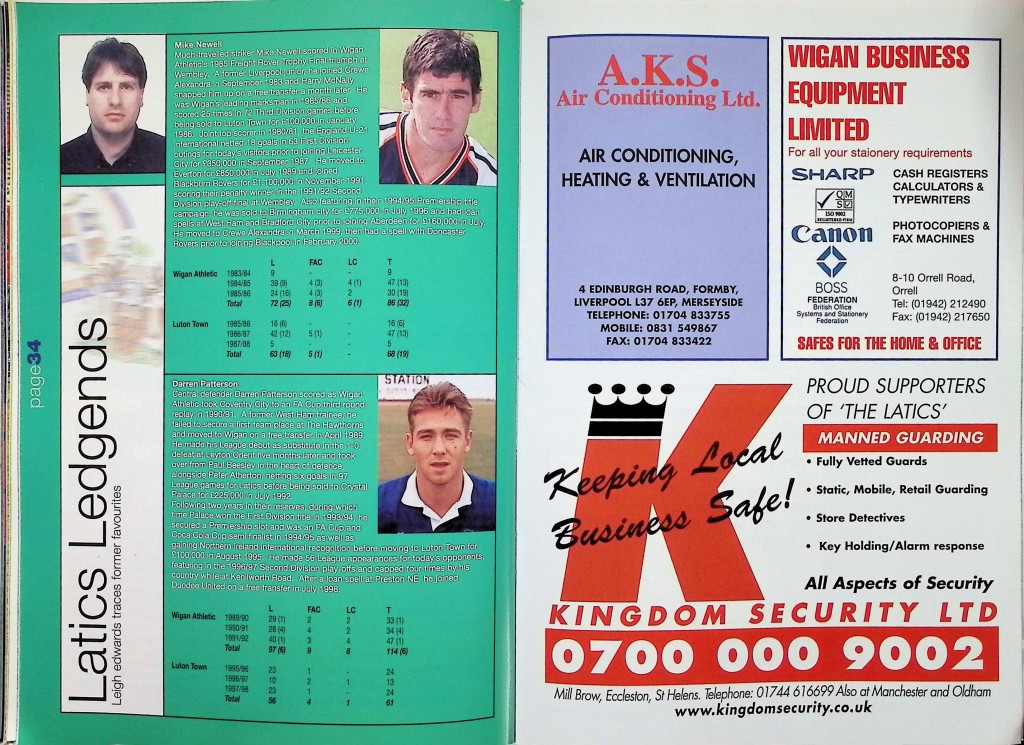 page34
Latics Ledgends
Leigh edwards traces former favourites
Mike Newell
Much-travelled striker Mike Newell scored in Wigan
Athletic's 1985 Freight Rover Trophy Final triumph at
Wembley. A former Liverpool junior, he joined Crewe
Alexandra in September 1983 and Harry McNally
snapped him up on a free transfer a month later. He
was Wigan's leading marksman in 1985/86 and
scored 25 times in 72 Third Division games before
being sold to Luton Town for £100,000 in January
1986. Joint-top scorer in 1980/81, the England U-21
international netted 18 goals in 63 First Division
outings for today's visitors prior to joining Leicester
City for £350,000 in September 1987. He moved to
Everton for £850,000 in July 1989 and joined
Blackburn Rovers for £1,100,000 in November 1991,
scoring their penalty winner in the 1991/92 Second
Division play-off final at Wembley. Also featuring in their 1994/95 Premiership title
campaign, he was sold to Birmingham city for £775,000 in July 1996 and had loan
spells at West Ham and Bradford City prior to joining Aberdeen for £160,000 in July.
He moved to Crewe Alexandra in March 1999, then had a spell with Doncaster
Rovers prior to joining Blackpool in February 2000.
L FAC LC T
Wigan Athletic 1983/84 9 - - 9
1984/85 39 (9) 4 (3) 4 (1) 47 (13)
1985/86 24 (16) 4 (3) 2 30 (19)
Total 72 (25) 8 (6) 6 (1) 86 (32)
Luton Town 1985/86 16 (6) - - 16 (6)
1986/87 42 (12) 5 (1) - 47 (13)
1987/88 5 - - 5
Total 63 (18) 5 (1) - 68 (19)
STATION
Darren Patterson
Central defender Darren Patterson scored as Wigan
Athletic took Coventry City to an FA Cup third round
replay in 1990/91. A former West Ham trainee, he
failed to secure a first-team place at The Hawthorns
and moved to Wigan on a free transfer in April 1989.
He made his League debut as substitute in the 1-0
defeat at Leyton Orient five months later and took
over from Paul Beesley in the heart of defence
alongside Peter Atherton, netting six goals in 97
League games for Latics before being sold to Crystal
Palace for £225,000 in July 1992.
Following two years in their reserves, during which
time Palace won the First Division title in 1993/94, he
secured a Premiership slot and was an FA Cup and
Coca Cola Cup semi finalist in 1994/95 as well as
gaining Northern Ireland international recognition before moving to Luton Town for
£100,000 in August 1995. He made 56 League appearances for today's opponents,
featuring in the 1996/97 Second Division play-offs and capped four times by his
country while at Kenilworth Road. After a loan spell at Preston NE, he joined
Dundee United on a free transfer in July 1998.
L FAC LC T
Wigan Athletic 1989/90 29 (1) 2 2 33 (1)
1990/91 28 (4) 4 2 34 (4)
1991/92 40 (1) 3 4 47 (1)
Total 97 (6) 9 8 114 (6)
Luton Town 1995/96 23 1 - 24
1996/97 10 2 1 13
1997/98 23 1 - 24
Total 56 4 1 61
A.K.S.
Air Conditioning Ltd.
AIR CONDITIONING,
HEATING & VENTILATION
4 EDINBURGH ROAD, FORMBY,
LIVERPOOL L37 6EP, MERSEYSIDE
TELEPHONE: 01704 833755
MOBILE: 0831 549867
FAX: 01704 833422
WIGAN BUSINESS
EQUIPMENT
LIMITED
For all your staionery requirements
SHARP
CASH REGISTERS
CALCULATORS &
TYPEWRITERS
ISO 9002
REGISTERED FIRM
Canon
PHOTOCOPIERS &
FAX MACHINES
BOSS
FEDERATION
British Office
Systems and Stationery
Federation
8-10 Orrell Road,
Orrell
Tel: (01942) 212490
Fax: (01942) 217650
SAFES FOR THE HOME & OFFICE
PROUD SUPPORTERS
OF 'THE LATICS'
K
Keeping Local
Business Safe!
MANNED GUARDING
• Fully Vetted Guards
• Static, Mobile, Retail Guarding
• Store Detectives
• Key Holding/Alarm response
All Aspects of Security
KINGDOM SECURITY LTD
0700 000 9002
Mill Brow, Eccleston, St Helens. Telephone: 01744 616699 Also at Manchester and Oldham
www.kingdomsecurity.co.uk